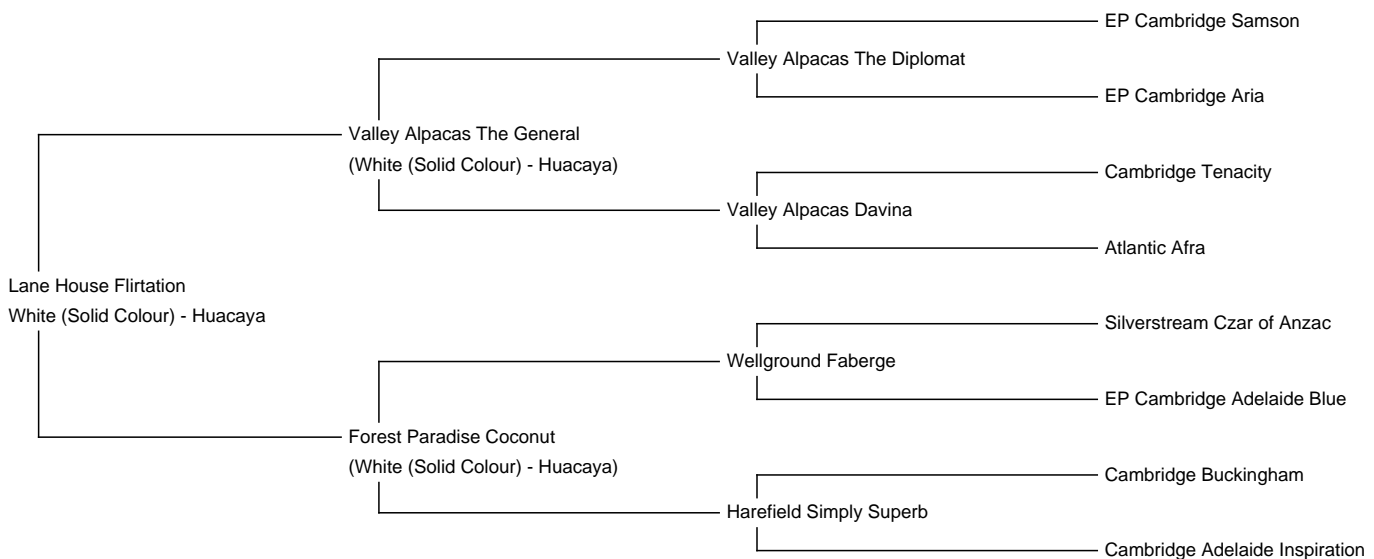 EP Cambridge Samson
Valley Alpacas The Diplomat
EP Cambridge Aria
Valley Alpacas The General
(White (Solid Colour) - Huacaya)
Cambridge Tenacity
Valley Alpacas Davina
Atlantic Afra
Lane House Flirtation
White (Solid Colour) - Huacaya
Silverstream Czar of Anzac
Wellground Faberge
EP Cambridge Adelaide Blue
Forest Paradise Coconut
(White (Solid Colour) - Huacaya)
Cambridge Buckingham
Harefield Simply Superb
Cambridge Adelaide Inspiration